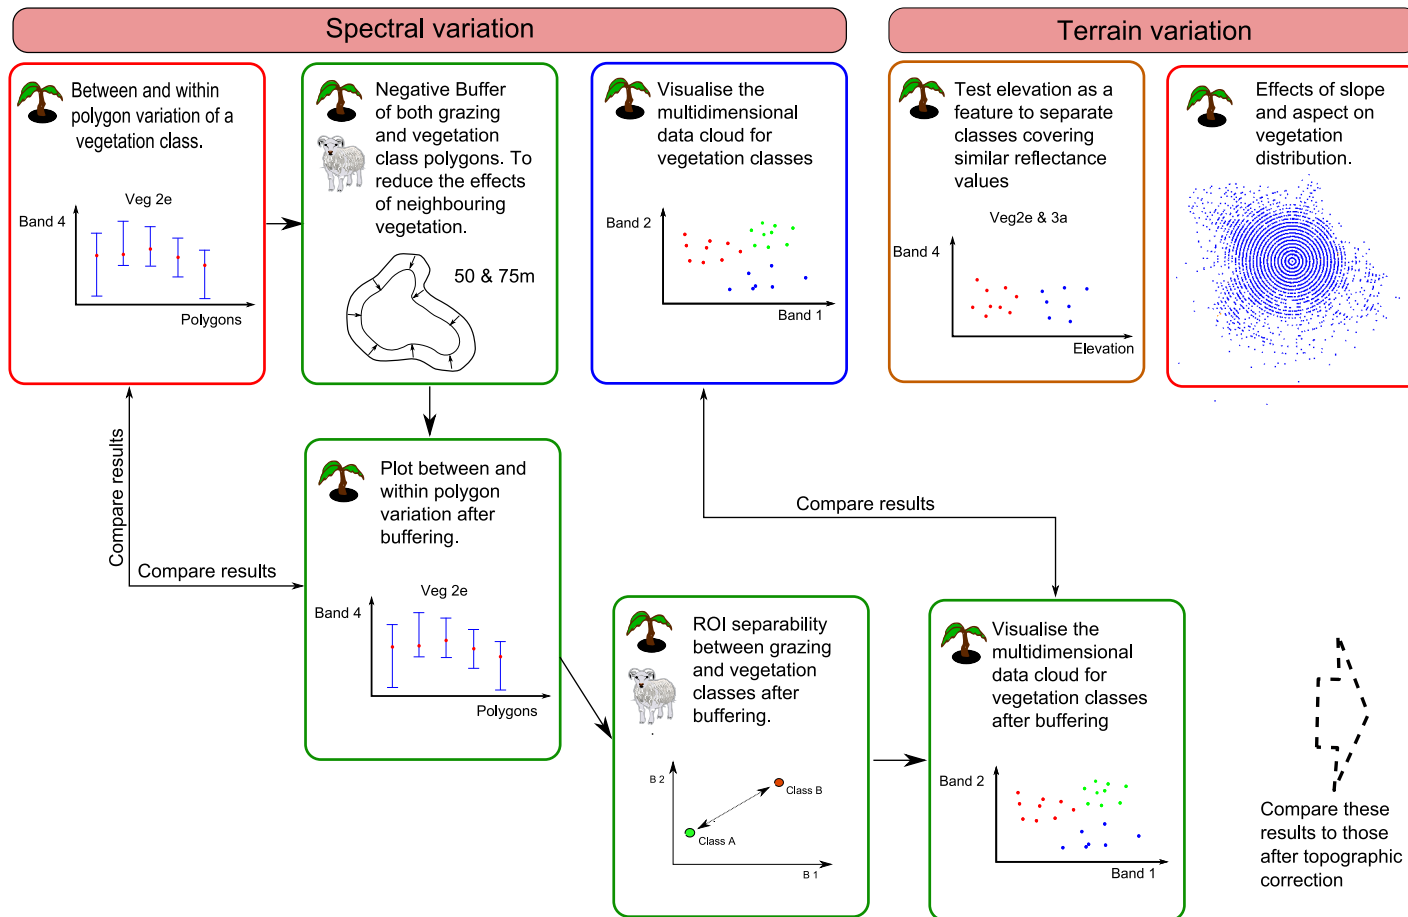 Spectral variation
Terrain variation
Between and within
polygon variation of a
vegetation class.
Veg 2e
Band 4
Polygons
Negative Buffer
of both grazing
and vegetation
class polygons. To
reduce the effects
of neighbouring
vegetation.
50 & 75m
Visualise the
multidimensional
data cloud for
vegetation classes
Band 2
Band 1
Test elevation as a
feature to separate
classes covering
similar reflectance
values
Veg2e & 3a
Band 4
Elevation
Effects of slope
and aspect on
vegetation
distribution.
Compare results
Compare results
Compare results
Plot between and
within polygon
variation after
buffering.
Veg 2e
Band 4
Polygons
ROI separability
between grazing
and vegetation
classes after
buffering.
B 2
Class B
Class A
B 1
Visualise the
multidimensional
data cloud for
vegetation classes
after buffering
Band 2
Band 1
Compare these
results to those
after topographic
correction